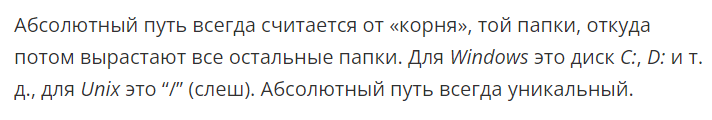 Абсолютный путь всегда считается от «корня», той папки, откуда
потом вырастают все остальные папки. Для Windows это диск C:, D: и т.
д., для Unix это “/” (слеш). Абсолютный путь всегда уникальный.